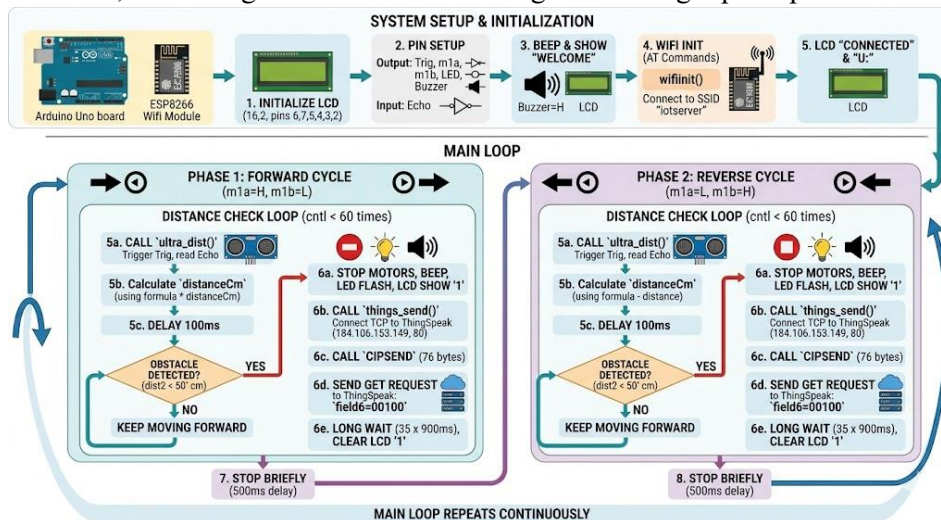 SYSTEM SETUP & INITIALIZATION
Arduino Uno board
ESP8266
Wifi Module
1. INITIALIZE LCD
(16,2, pins 6,7,5,4,3,2)
2. PIN SETUP
Output: Trig, m1a,
m1b, LED,
Buzzer
Input: Echo
3. BEEP & SHOW
"WELCOME"
Buzzer=H
LCD
4. WIFI INIT
(AT Commands)
wifiinit()
Connect to SSID
"iotserver"
5. LCD "CONNECTED"
& "U:"
LCD
MAIN LOOP
PHASE 1: FORWARD CYCLE
(m1a=H, m1b=L)
DISTANCE CHECK LOOP (cntl < 60 times)
5a. CALL `ultra_dist()'
Trigger Trig, read Echo
5b. Calculate `distanceCm'
(using formula * distanceCm)
5c. DELAY 100ms
OBSTACLE
DETECTED?
(dist2 < 50' cm)
YES
NO
KEEP MOVING FORWARD
6a. STOP MOTORS, BEEP,
LED FLASH, LCD SHOW '1'
6b. CALL `things_send()'
Connect TCP to ThingSpeak
(184.106.153.149, 80)
6c. CALL `CIPSEND` (76 bytes)
6d. SEND GET REQUEST
to ThingSpeak:
`field6=00100'
6e. LONG WAIT (35 x 900ms),
CLEAR LCD '1'
7. STOP BRIEFLY
(500ms delay)
PHASE 2: REVERSE CYCLE
(m1a=L, m1b=H)
DISTANCE CHECK LOOP (cntl < 60 times)
5a. CALL `ultra_dist()'
Trigger Trig, read Echo
5b. Calculate `distanceCm'
(using formula - distance)
5c. DELAY 100ms
OBSTACLE
DETECTED?
(dist2 < 50' cm)
YES
NO
KEEP MOVING FORWARD
6a. STOP MOTORS, BEEP,
LED FLASH, LCD SHOW '1'
6b. CALL `things_send()'
Connect TCP to ThingSpeak
(184.106.153.149, 80)
6c. CALL `CIPSEND` (76 bytes)
6d. SEND GET REQUEST
to ThingSpeak:
`field6=00100'
6e. LONG WAIT (35 x 900ms),
CLEAR LCD '1'
8. STOP BRIEFLY
(500ms delay)
MAIN LOOP REPEATS CONTINUOUSLY